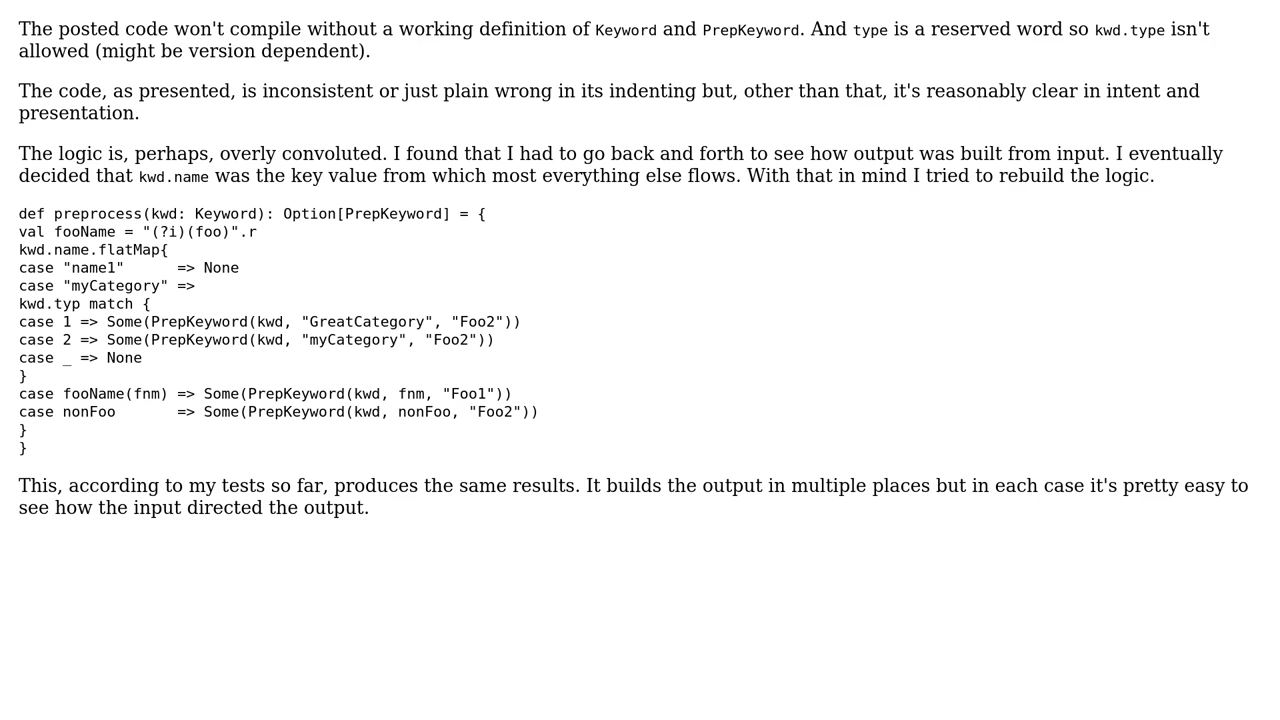 The posted code won't compile without a working definition of Keyword and PrepKeyword. And type is a reserved word so kwd.type isn't
allowed (might be version dependent).
The code, as presented, is inconsistent or just plain wrong in its indenting but, other than that, it's reasonably clear in intent and
presentation.
The logic is, perhaps, overly convoluted. I found that I had to go back and forth to see how output was built from input. I eventually
decided that kwd.name was the key value from which most everything else flows. With that in mind I tried to rebuild the logic.
def preprocess(kwd: Keyword): Option[PrepKeyword] = {
val fooName = "(?i)(foo)".r
kwd.name.flatMap{
case "name1"      => None
case "myCategory" =>
kwd.typ match {
case 1 => Some(PrepKeyword(kwd, "GreatCategory", "Foo2"))
case 2 => Some(PrepKeyword(kwd, "myCategory", "Foo2"))
case _ => None
}
case fooName(fnm) => Some(PrepKeyword(kwd, fnm, "Foo1"))
case nonFoo       => Some(PrepKeyword(kwd, nonFoo, "Foo2"))
}
}
This, according to my tests so far, produces the same results. It builds the output in multiple places but in each case it's pretty easy to
see how the input directed the output.